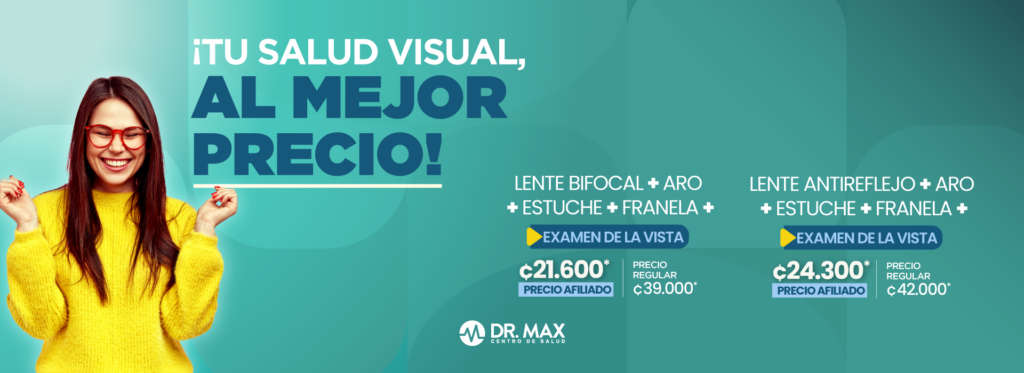 ¡TU SALUD VISUAL,
AL MEJOR
PRECIO!
LENTE BIFOCAL + ARO
+ ESTUCHE + FRANELA +
EXAMEN DE LA VISTA
₡21.600*
PRECIO AFILIADO
PRECIO
REGULAR
₡39.000*
LENTE ANTIREFLEJO + ARO
+ ESTUCHE + FRANELA +
EXAMEN DE LA VISTA
₡24.300*
PRECIO AFILIADO
PRECIO
REGULAR
₡42.000*
DR. MAX
CENTRO DE SALUD